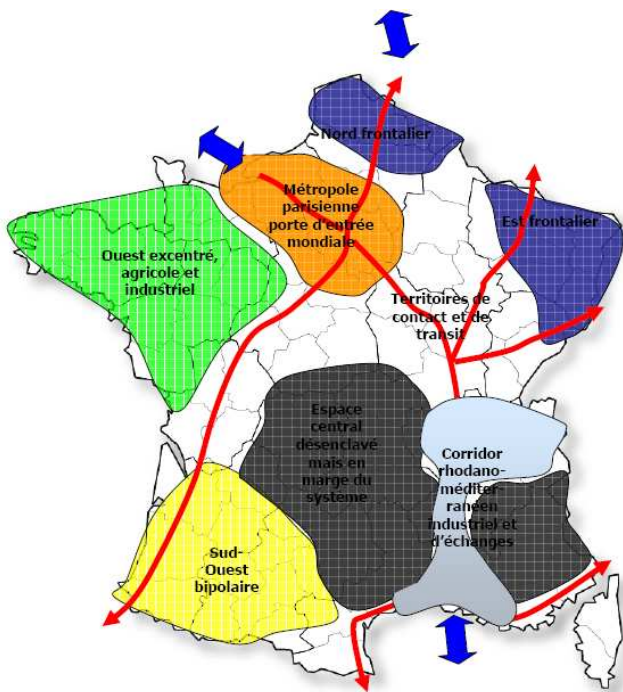 Nord frontalier
Métropole
parisienne
porte d'entrée
mondiale
Est frontalier
Ouest excentré,
agricole et
industriel
Territoires de
contact et de
transit
Espace
central
désenclavé
mais en
marge du
système
Corridor
rhodano-
méditer-
ranéen
industriel et
d'échanges
Sud-
Ouest
bipolaire